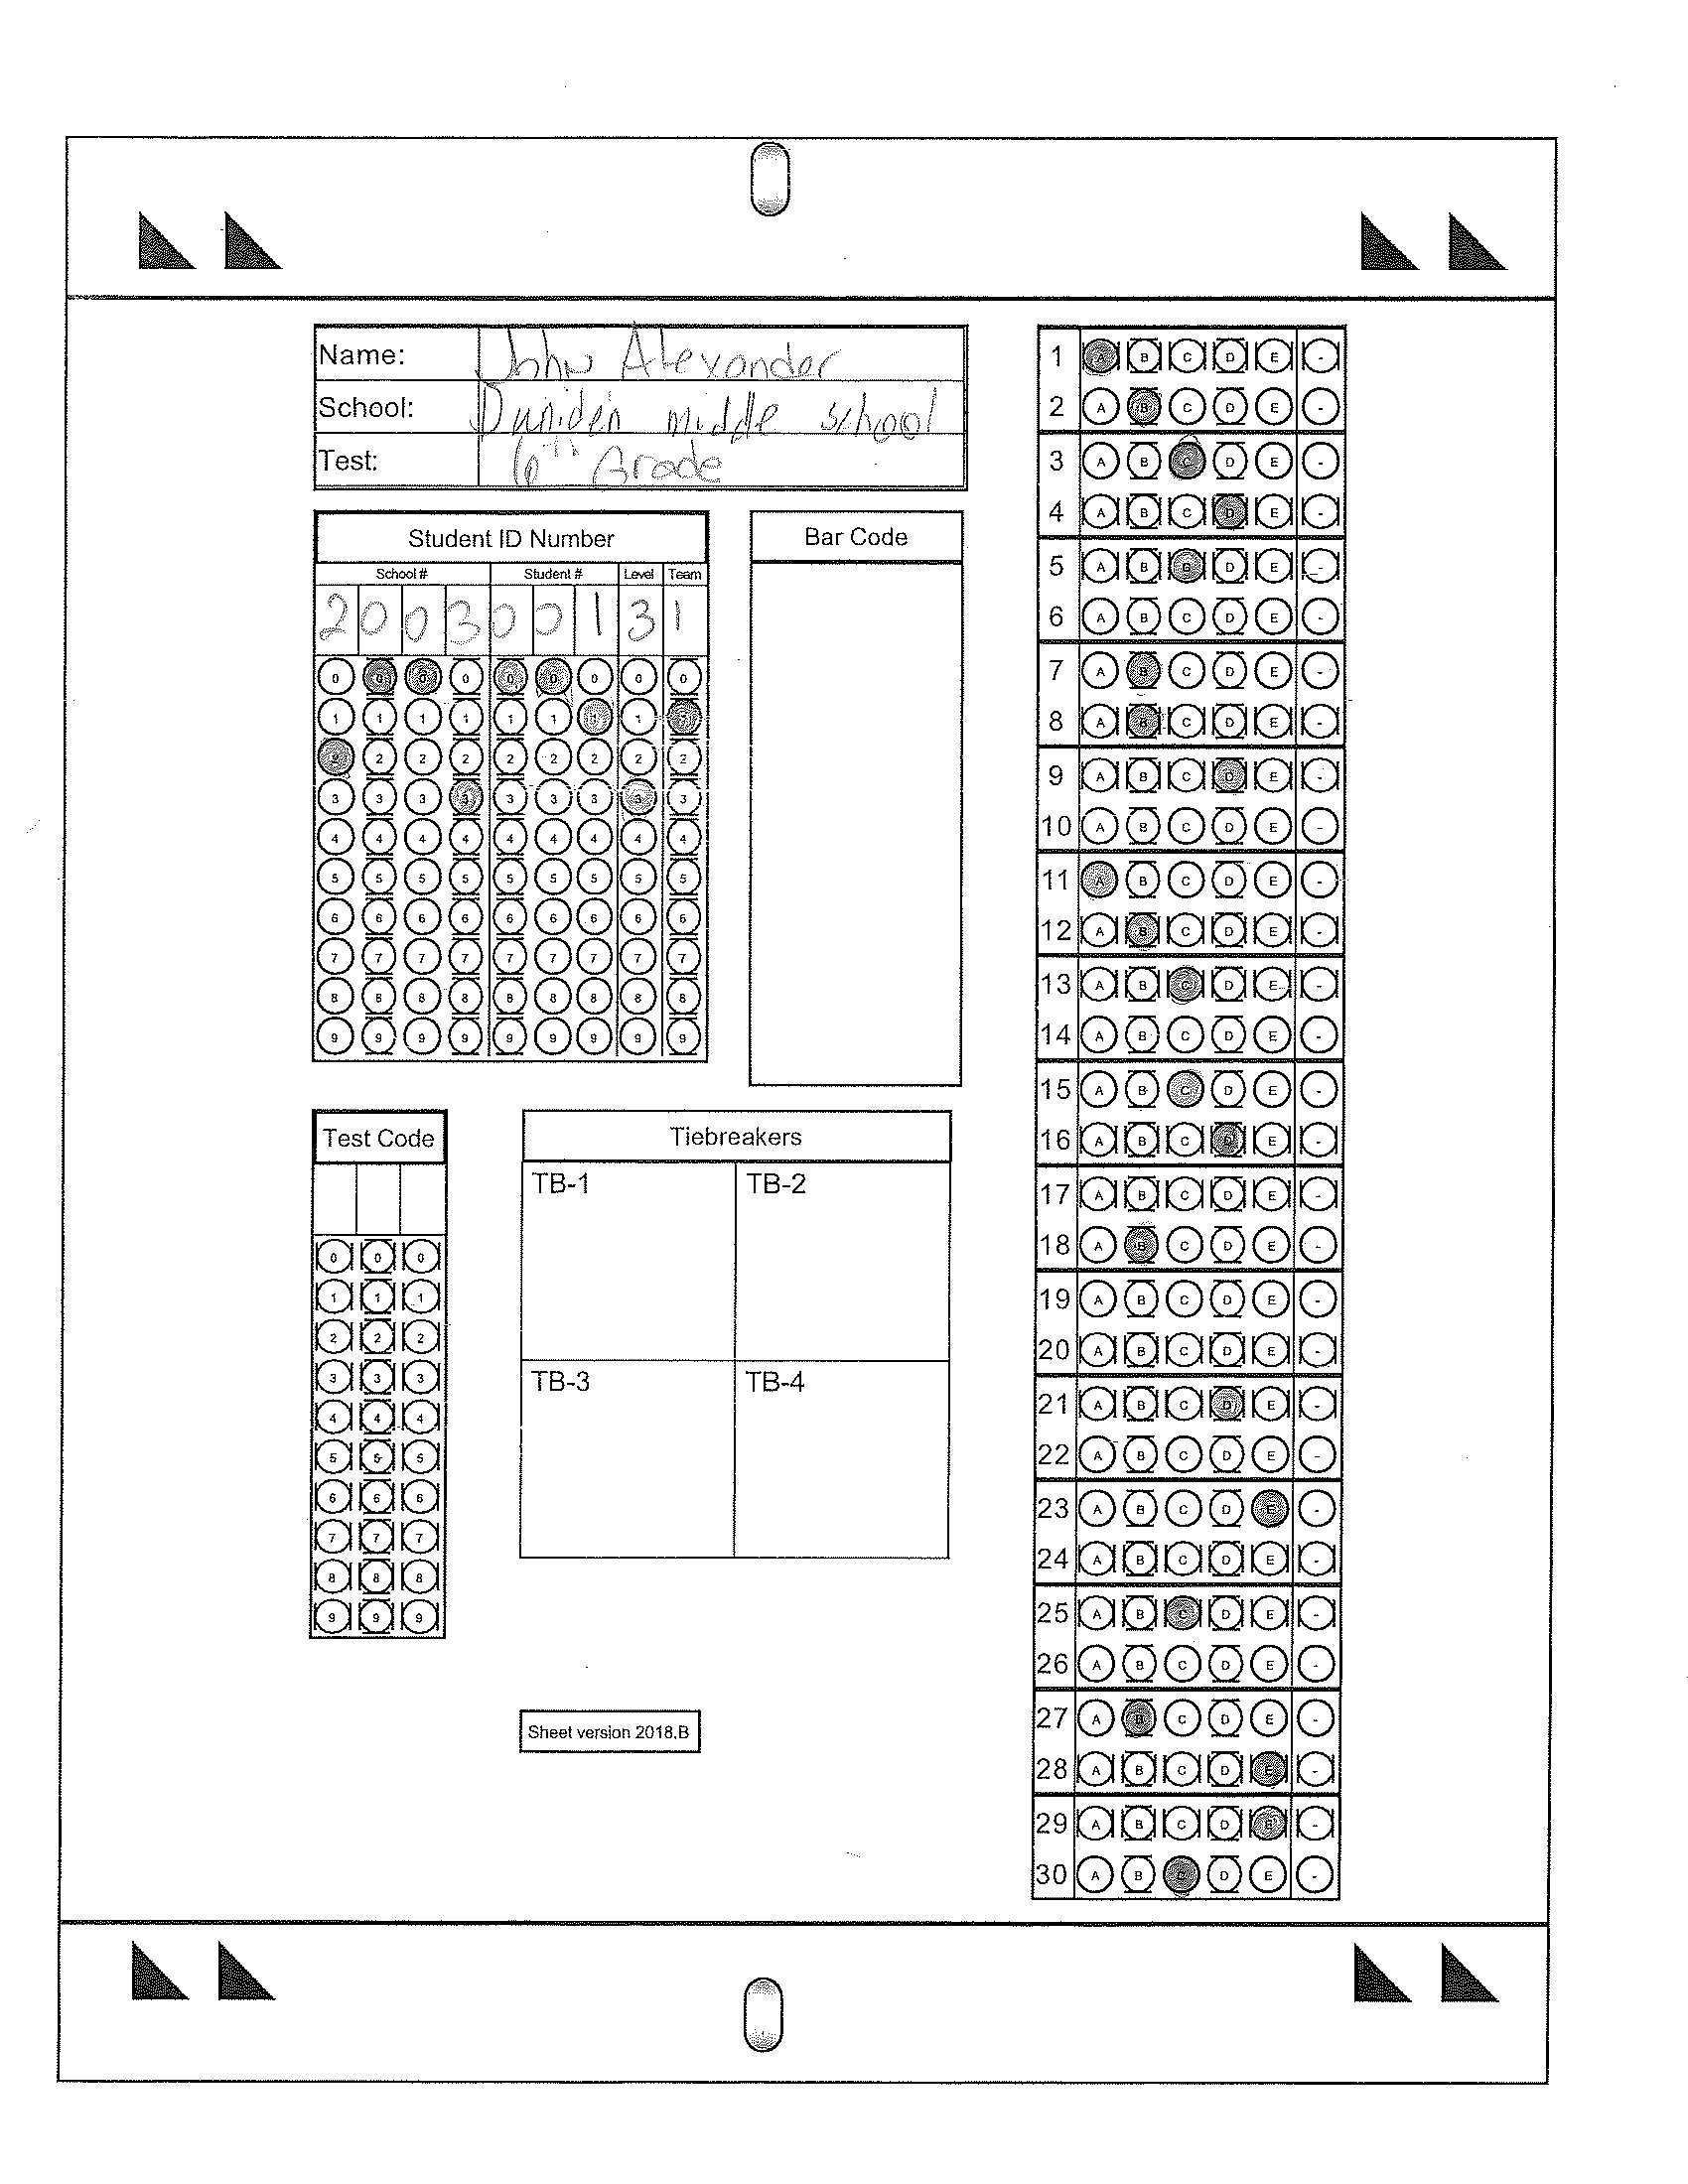 Name: John Alexander
School: Duniden middle school
Test: 6th Grade
Student ID Number
School # Student # Level Team
2 0 0 3 0 0 1 3 1
0 0 0 0 0 0 0 0 0
1 1 1 1 1 1 1 1 1
2 2 2 2 2 2 2 2 2
3 3 3 3 3 3 3 3 3
4 4 4 4 4 4 4 4 4
5 5 5 5 5 5 5 5 5
6 6 6 6 6 6 6 6 6
7 7 7 7 7 7 7 7 7
8 8 8 8 8 8 8 8 8
9 9 9 9 9 9 9 9 9
Bar Code
Test Code
0 0 0
1 1 1
2 2 2
3 3 3
4 4 4
5 5 5
6 6 6
7 7 7
8 8 8
9 9 9
Tiebreakers
TB-1 TB-2
TB-3 TB-4
Sheet version 2018.B
1 A B C D E -
2 A B C D E -
3 A B C D E -
4 A B C D E -
5 A B C D E -
6 A B C D E -
7 A B C D E -
8 A B C D E -
9 A B C D E -
10 A B C D E -
11 A B C D E -
12 A B C D E -
13 A B C D E -
14 A B C D E -
15 A B C D E -
16 A B C D E -
17 A B C D E -
18 A B C D E -
19 A B C D E -
20 A B C D E -
21 A B C D E -
22 A B C D E -
23 A B C D E -
24 A B C D E -
25 A B C D E -
26 A B C D E -
27 A B C D E -
28 A B C D E -
29 A B C D E -
30 A B C D E -